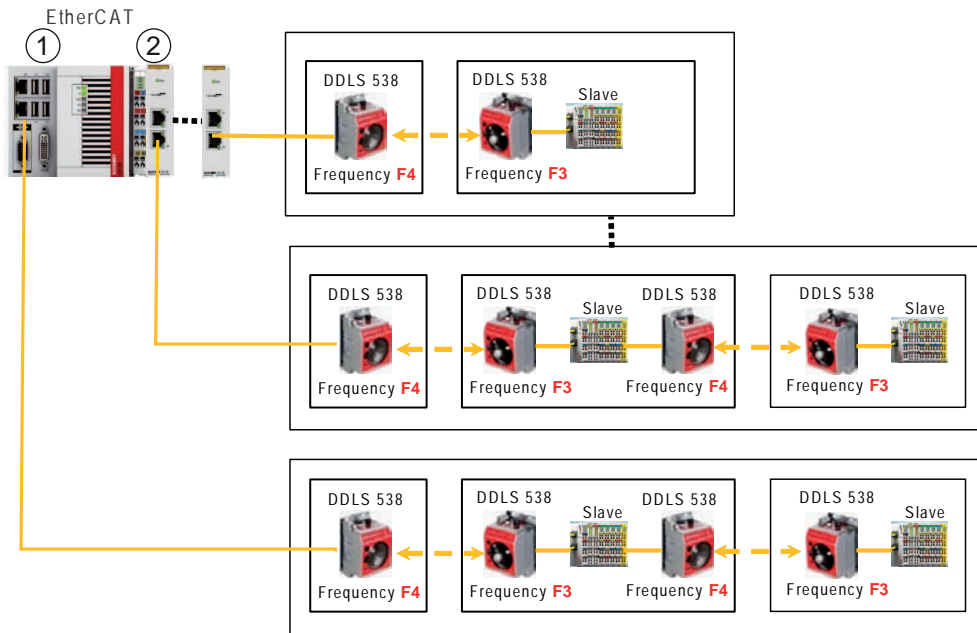 EtherCAT
1
2
DDLS 538
DDLS 538
Slave
Frequency F4
Frequency F3
DDLS 538
DDLS 538
Slave
DDLS 538
DDLS 538
Slave
Frequency F4
Frequency F3
Frequency F4
Frequency F3
DDLS 538
DDLS 538
Slave
DDLS 538
DDLS 538
Slave
Frequency F4
Frequency F3
Frequency F4
Frequency F3